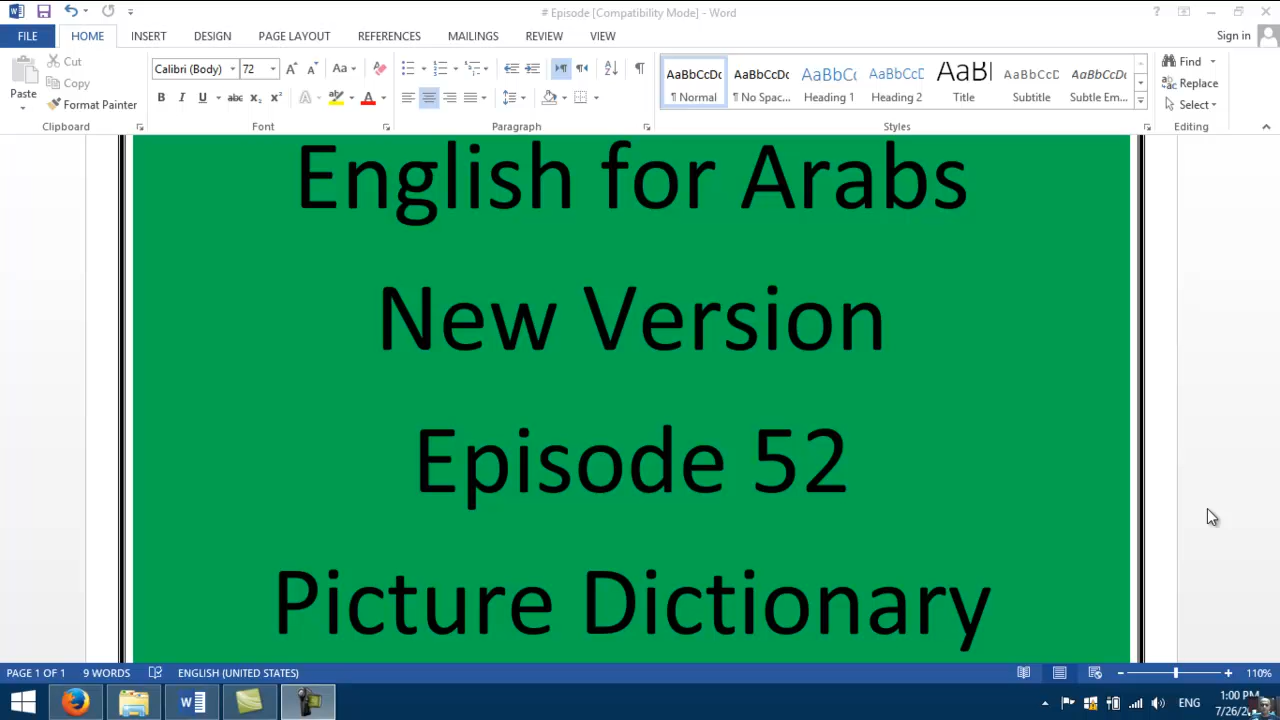 # Episode [Compatibility Mode] - Word
FILE
HOME
INSERT
DESIGN
PAGE LAYOUT
REFERENCES
MAILINGS
REVIEW
VIEW
Sign in
Paste
Cut
Copy
Format Painter
Clipboard
Calibri (Body)
72
Font
Paragraph
AaBbCcDc
¶ Normal
AaBbCcDc
¶ No Spac...
AaBbCc
Heading 1
AaBbCcD
Heading 2
AaBl
Title
AaBbCcD
Subtitle
AaBbCcD
Subtle Em...
Styles
Find
Replace
Select
Editing
English for Arabs
New Version
Episode 52
Picture Dictionary
PAGE 1 OF 1
9 WORDS
ENGLISH (UNITED STATES)
110%
ENG
1:00 PM